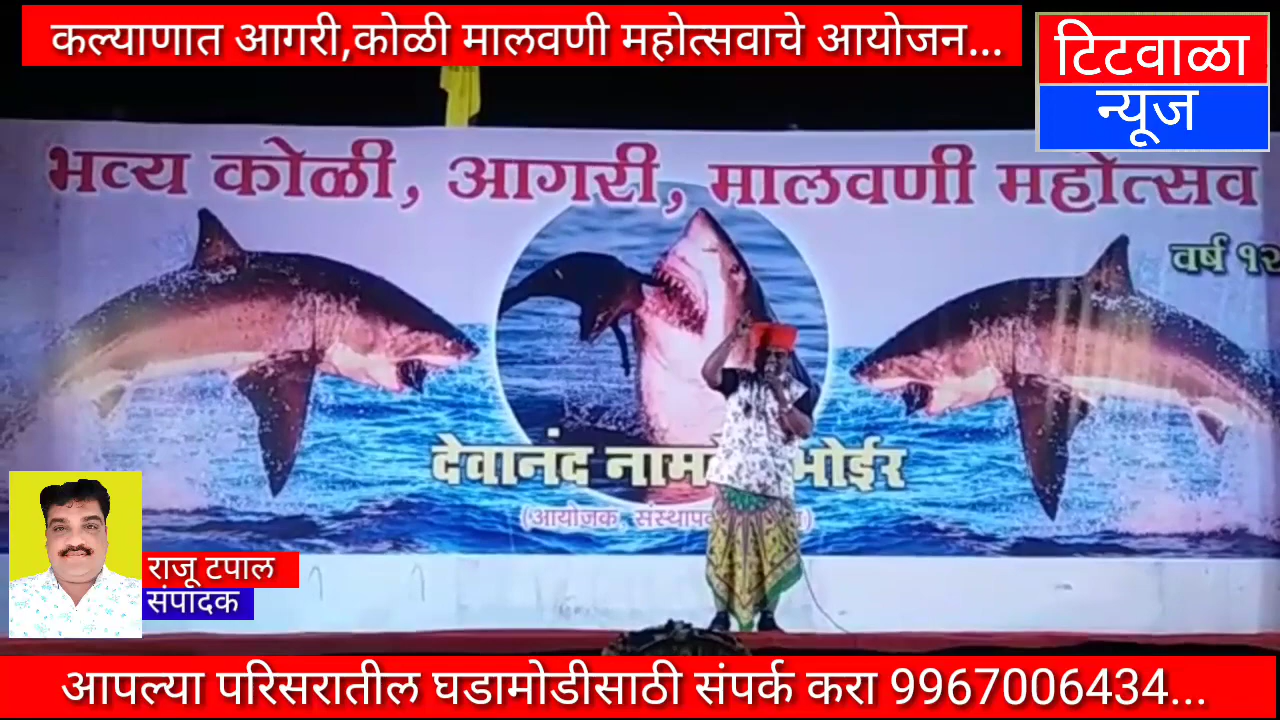 कल्याणात आगरी,कोळी मालवणी महोत्सवाचे आयोजन...
टिटवाळा
न्यूज
भव्य कोळी, आगरी, मालवणी महोत्सव
वर्ष १२
देवानंद भोईर
(आयोजक,
राजू टपाल
संपादक
आपल्या परिसरातील घडामोडीसाठी संपर्क करा 9967006434...